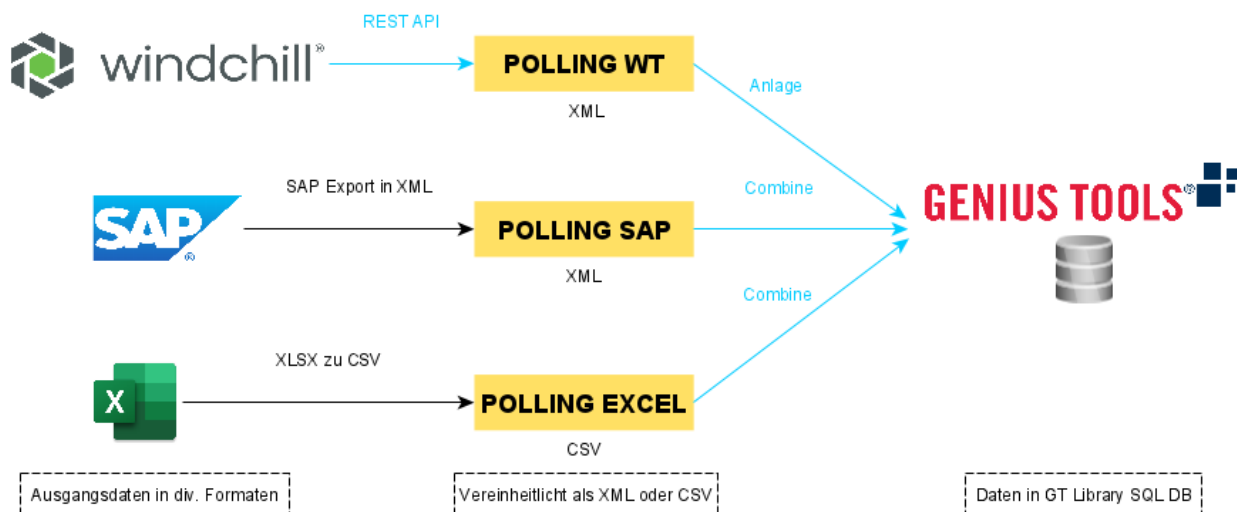 REST API
windchill®
POLLING WT
XML
Anlage
SAP Export in XML
SAP®
POLLING SAP
XML
Combine
GENIUS TOOLS®
Combine
XLSX zu CSV
X
POLLING EXCEL
CSV
Ausgangsdaten in div. Formaten
Vereinheitlicht als XML oder CSV
Daten in GT Library SQL DB